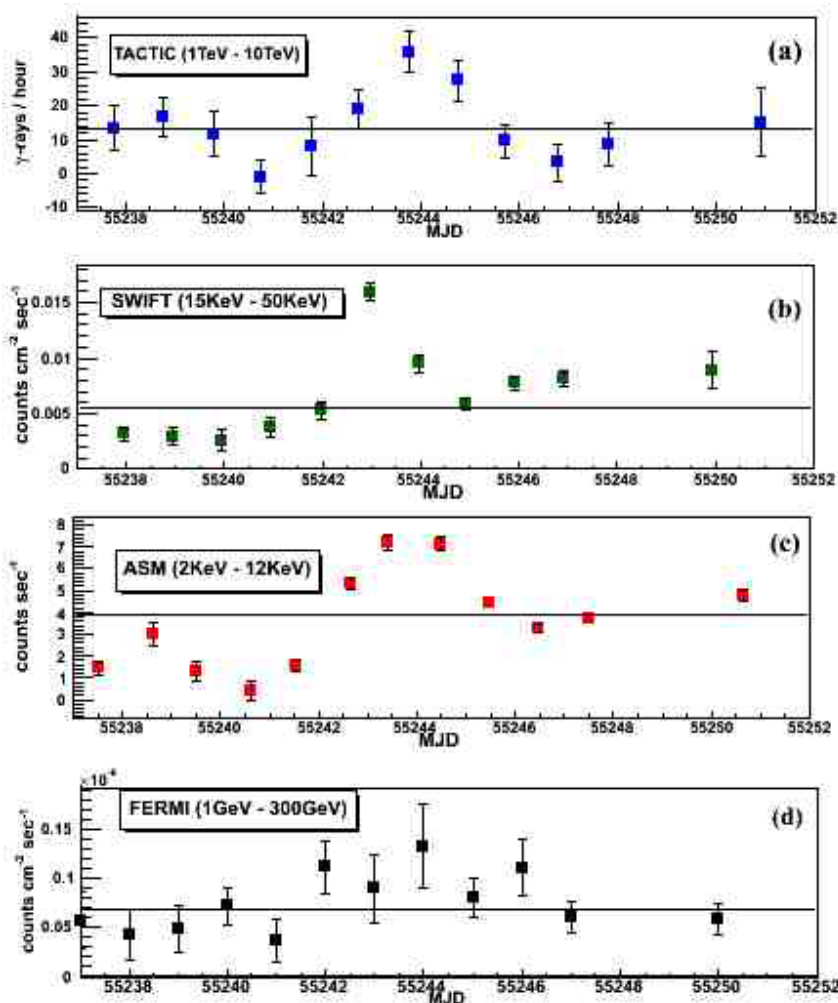 TACTIC (1TeV - 10TeV)
(a)
γ-rays / hour
40
30
20
10
0
-10
55238 55240 55242 55244 55246 55248 55250 55252
MJD
SWIFT (15KeV - 50KeV)
(b)
counts cm⁻² sec⁻¹
0.015
0.01
0.005
0
55238 55240 55242 55244 55246 55248 55250 55252
MJD
ASM (2KeV - 12KeV)
(c)
counts sec⁻¹
8
7
6
5
4
3
2
1
0
55238 55240 55242 55244 55246 55248 55250 55252
MJD
FERMI (1GeV - 300GeV)
(d)
counts cm⁻² sec⁻¹
0.15
0.1
0.05
0
55238 55240 55242 55244 55246 55248 55250 55252
MJD